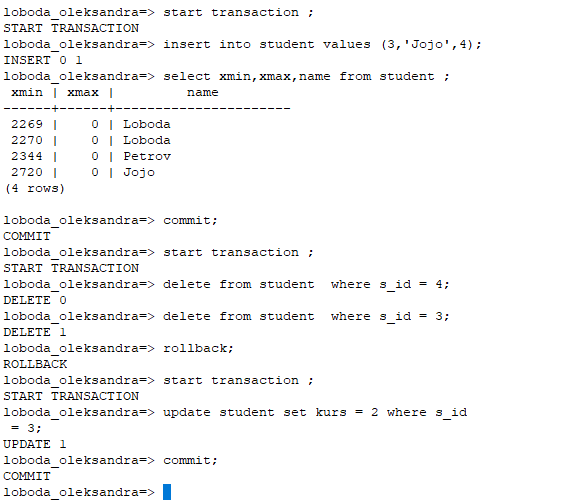 loboda_oleksandra=> start transaction ;
START TRANSACTION
loboda_oleksandra=> insert into student values (3,'Jojo',4);
INSERT 0 1
loboda_oleksandra=> select xmin,xmax,name from student ;
 xmin | xmax |         name
------+------+----------------------
 2269 |    0 | Loboda
 2270 |    0 | Loboda
 2344 |    0 | Petrov
 2720 |    0 | Jojo
(4 rows)

loboda_oleksandra=> commit;
COMMIT
loboda_oleksandra=> start transaction ;
START TRANSACTION
loboda_oleksandra=> delete from student  where s_id = 4;
DELETE 0
loboda_oleksandra=> delete from student  where s_id = 3;
DELETE 1
loboda_oleksandra=> rollback;
ROLLBACK
loboda_oleksandra=> start transaction ;
START TRANSACTION
loboda_oleksandra=> update student set kurs = 2 where s_id
 = 3;
UPDATE 1
loboda_oleksandra=> commit;
COMMIT
loboda_oleksandra=>